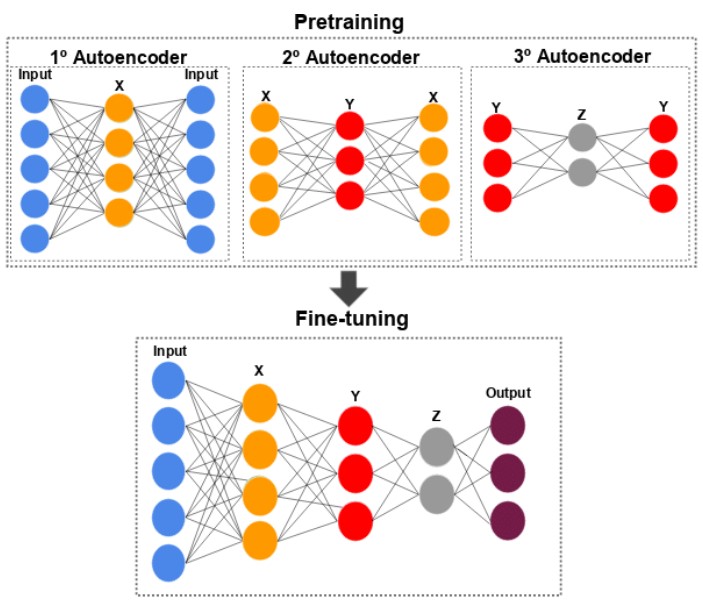 Pretraining
1º Autoencoder
2º Autoencoder
3º Autoencoder
Input
X
Input
X
Y
X
Y
Z
Y
Fine-tuning
Input
X
Y
Z
Output